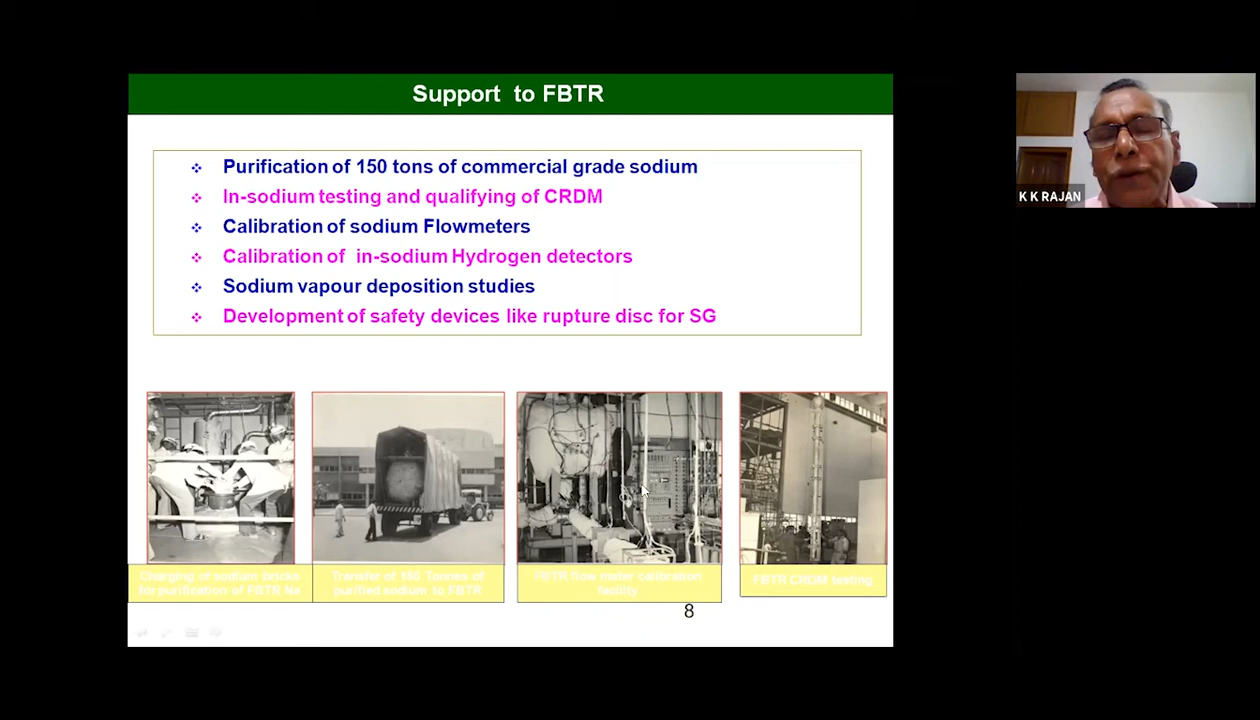 Support to FBTR
K K RAJAN
❖ Purification of 150 tons of commercial grade sodium
❖ In-sodium testing and qualifying of CRDM
❖ Calibration of sodium Flowmeters
❖ Calibration of in-sodium Hydrogen detectors
❖ Sodium vapour deposition studies
❖ Development of safety devices like rupture disc for SG
Charging of sodium bricks
for purification of FBTR Na
Transfer of 150 Tonnes of
purified sodium to FBTR
FBTR flow meter calibration
facility
FBTR CRDM testing
8